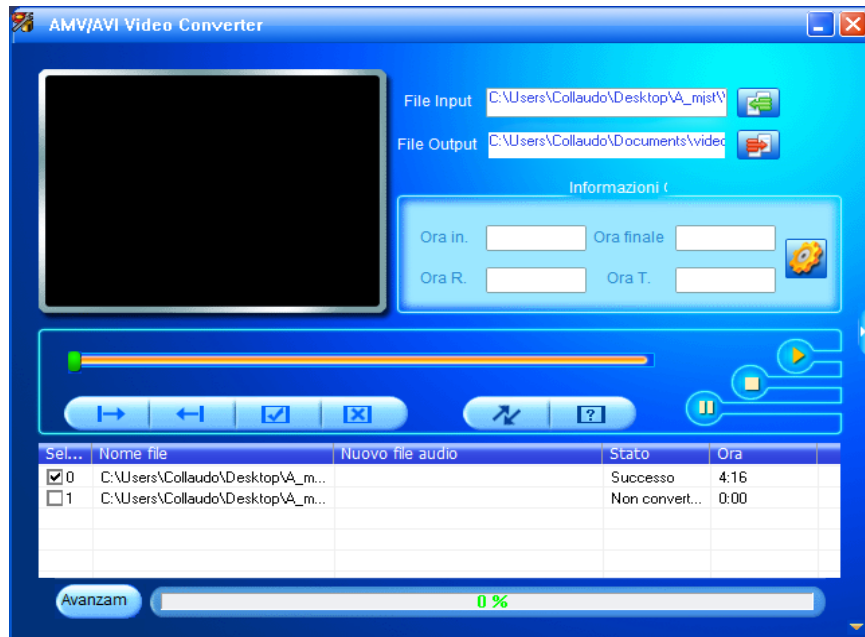 AMV/AVI Video Converter
File Input C:\Users\Collaudo\Desktop\A_mjst\
File Output C:\Users\Collaudo\Documents\video
Informazioni
Ora in. Ora finale
Ora R. Ora T.
Sel... Nome file Nuovo file audio Stato Ora
0 C:\Users\Collaudo\Desktop\A_m... Successo 4:16
1 C:\Users\Collaudo\Desktop\A_m... Non convert... 0:00
Avanzam 0 %